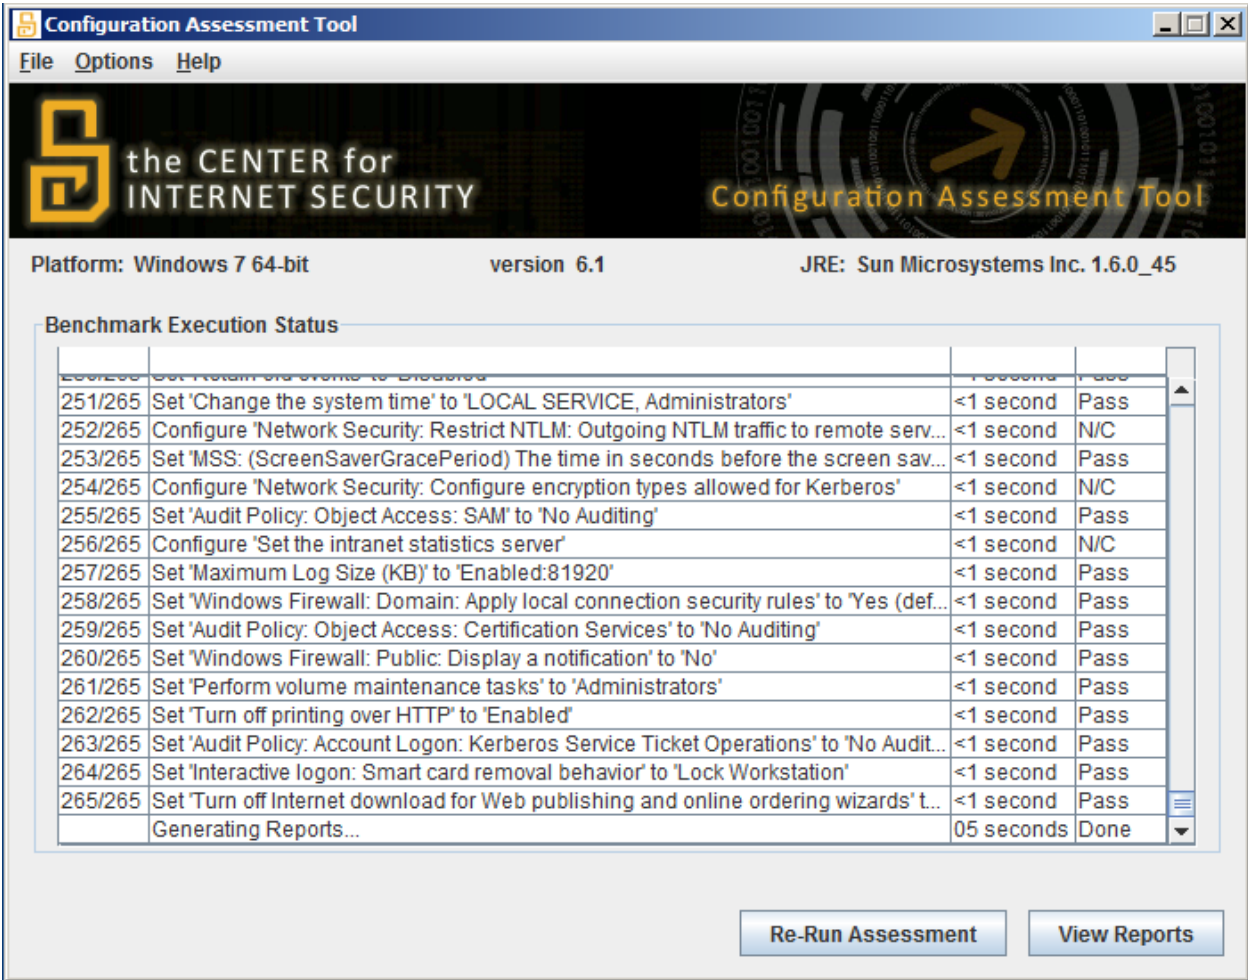 Configuration Assessment Tool
File Options Help
the CENTER for
INTERNET SECURITY
Configuration Assessment Tool
Platform: Windows 7 64-bit version 6.1 JRE: Sun Microsystems Inc. 1.6.0_45
Benchmark Execution Status
251/265 Set 'Change the system time' to 'LOCAL SERVICE, Administrators' <1 second Pass
252/265 Configure 'Network Security: Restrict NTLM: Outgoing NTLM traffic to remote serv... <1 second N/C
253/265 Set 'MSS: (ScreenSaverGracePeriod) The time in seconds before the screen sav... <1 second Pass
254/265 Configure 'Network Security: Configure encryption types allowed for Kerberos' <1 second N/C
255/265 Set 'Audit Policy: Object Access: SAM' to 'No Auditing' <1 second Pass
256/265 Configure 'Set the intranet statistics server' <1 second N/C
257/265 Set 'Maximum Log Size (KB)' to 'Enabled:81920' <1 second Pass
258/265 Set 'Windows Firewall: Domain: Apply local connection security rules' to 'Yes (def... <1 second Pass
259/265 Set 'Audit Policy: Object Access: Certification Services' to 'No Auditing' <1 second Pass
260/265 Set 'Windows Firewall: Public: Display a notification' to 'No' <1 second Pass
261/265 Set 'Perform volume maintenance tasks' to 'Administrators' <1 second Pass
262/265 Set 'Turn off printing over HTTP' to 'Enabled' <1 second Pass
263/265 Set 'Audit Policy: Account Logon: Kerberos Service Ticket Operations' to 'No Audit... <1 second Pass
264/265 Set 'Interactive logon: Smart card removal behavior' to 'Lock Workstation' <1 second Pass
265/265 Set 'Turn off Internet download for Web publishing and online ordering wizards' t... <1 second Pass
Generating Reports... 05 seconds Done
Re-Run Assessment View Reports